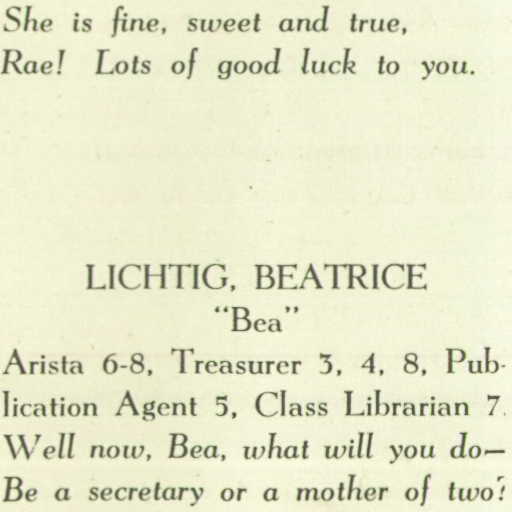 She is fine, sweet and true,
Rae! Lots of good luck to you.
LICHTIG, BEATRICE
"Bea"
Arista 6-8, Treasurer 3, 4, 8, Pub-
lication Agent 5, Class Librarian 7.
Well now, Bea, what will you do—
Be a secretary or a mother of two?